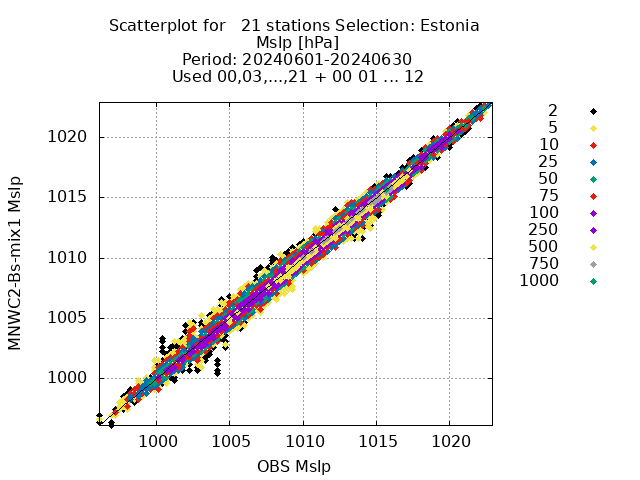 Scatterplot for   21 stations Selection: Estonia
Mslp [hPa]
Period: 20240601-20240630
Used 00,03,...,21 + 00 01 ... 12
MNWC2-Bs-mix1 Mslp
1020
1015
1010
1005
1000
1000 1005 1010 1015 1020
OBS Mslp
2
5
10
25
50
75
100
250
500
750
1000